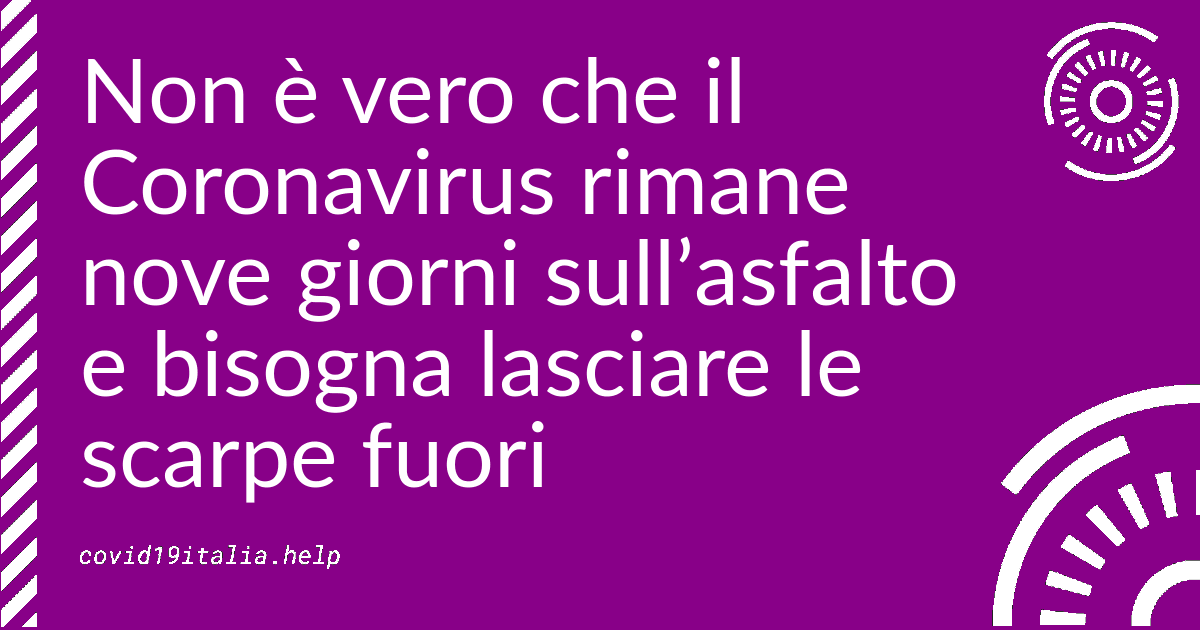 Non è vero che il
Coronavirus rimane
nove giorni sull’asfalto
e bisogna lasciare le
scarpe fuori
covid19italia.help